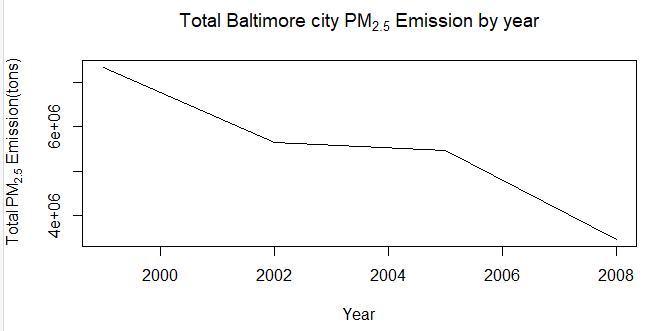 Total Baltimore city PM2.5 Emission by year
Total PM2.5 Emission(tons)
6e+06
4e+06
2000 2002 2004 2006 2008
Year